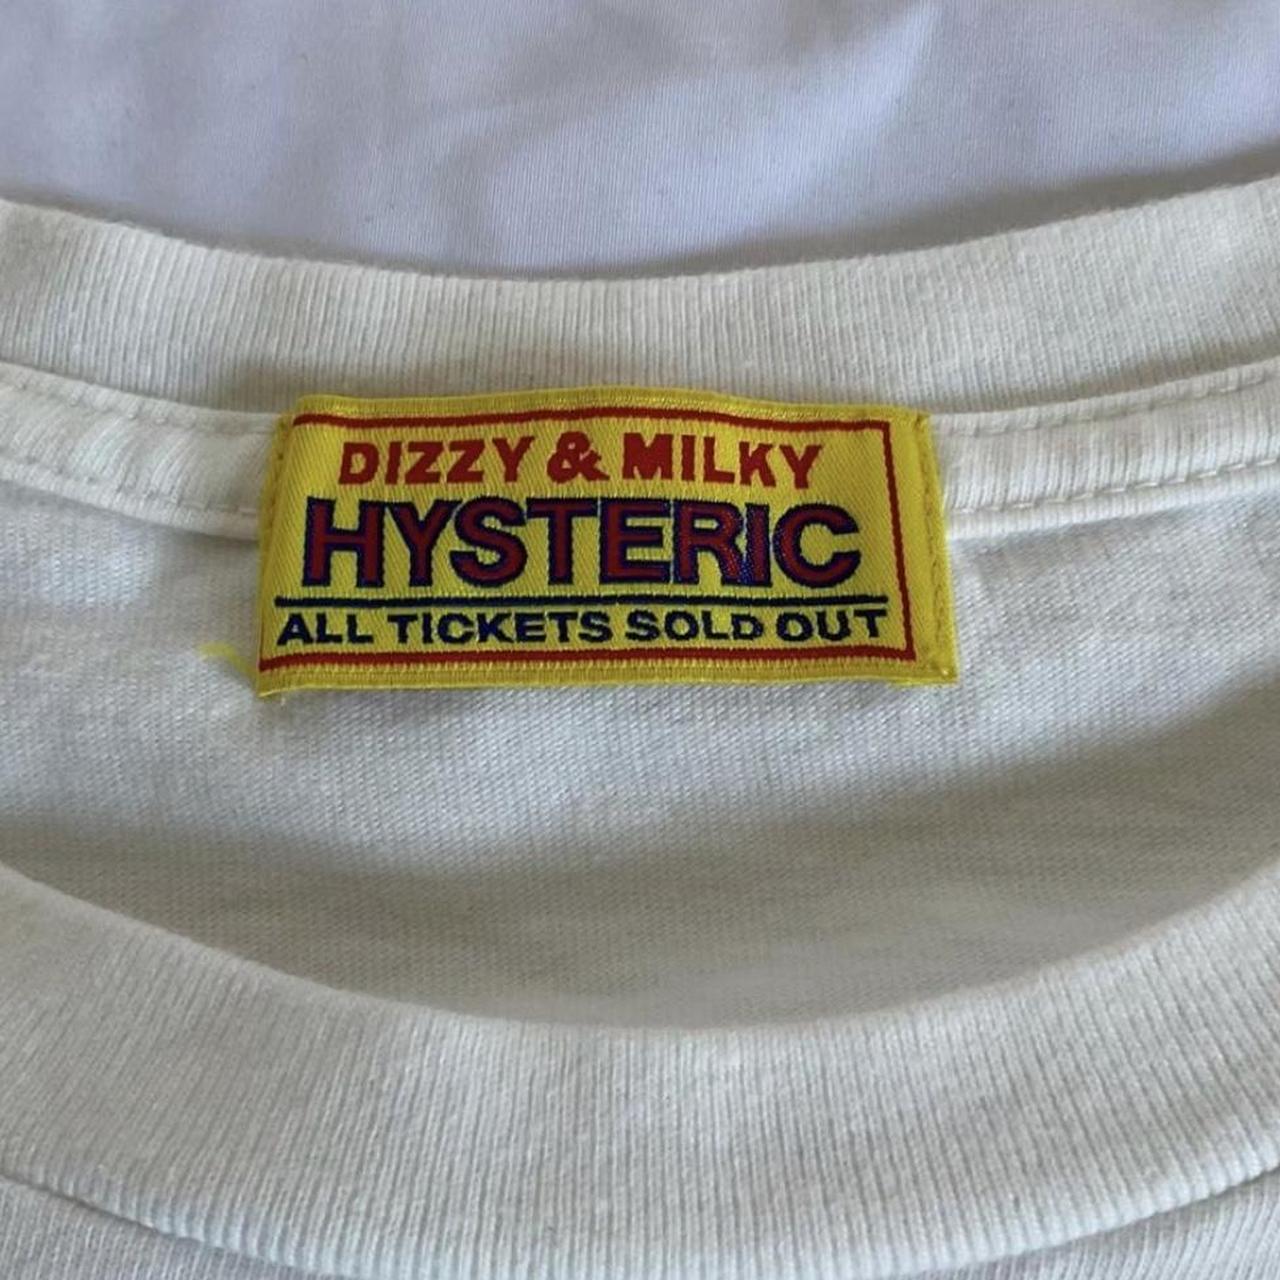 DIZZY & MILKY
HYSTERIC
ALL TICKETS SOLD OUT